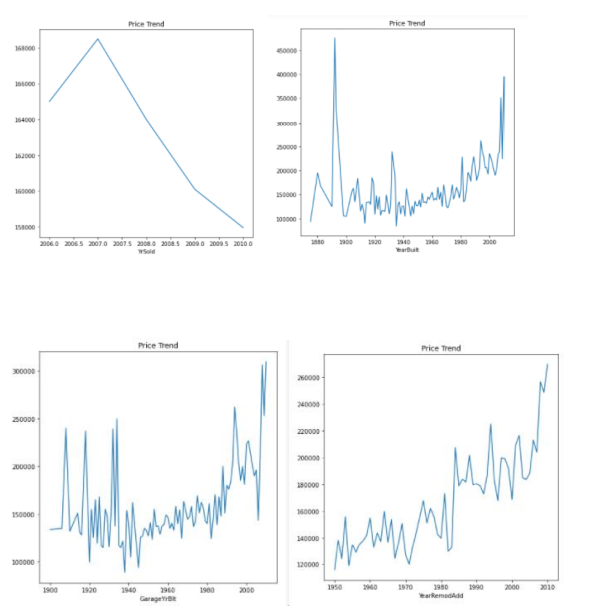 Price Trend
168000
166000
164000
162000
160000
158000
2006.0 2006.5 2007.0 2007.5 2008.0 2008.5 2009.0 2009.5 2010.0
YrSold
Price Trend
450000
400000
350000
300000
250000
200000
150000
100000
1880 1900 1920 1940 1960 1980 2000
YearBuilt
Price Trend
300000
250000
200000
150000
100000
1900 1920 1940 1960 1980 2000
GarageYrBlt
Price Trend
260000
240000
220000
200000
180000
160000
140000
120000
1950 1960 1970 1980 1990 2000 2010
YearRemodAdd